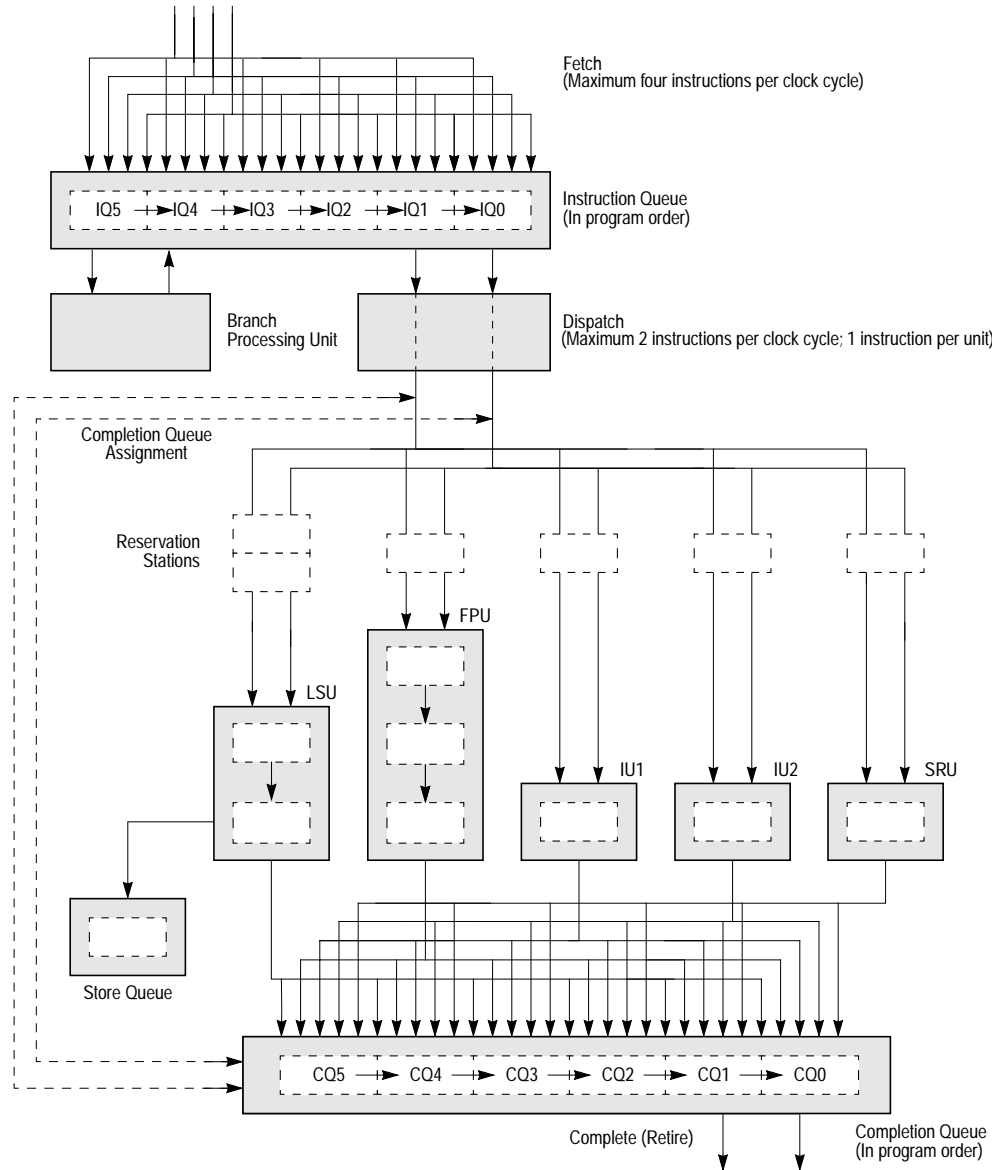 Fetch
(Maximum four instructions per clock cycle)
IQ5 IQ4 IQ3 IQ2 IQ1 IQ0
Instruction Queue
(In program order)
Branch
Processing Unit
Dispatch
(Maximum 2 instructions per clock cycle; 1 instruction per unit)
Completion Queue
Assignment
Reservation
Stations
FPU
LSU
IU1
IU2
SRU
Store Queue
CQ5 CQ4 CQ3 CQ2 CQ1 CQ0
Complete (Retire)
Completion Queue
(In program order)